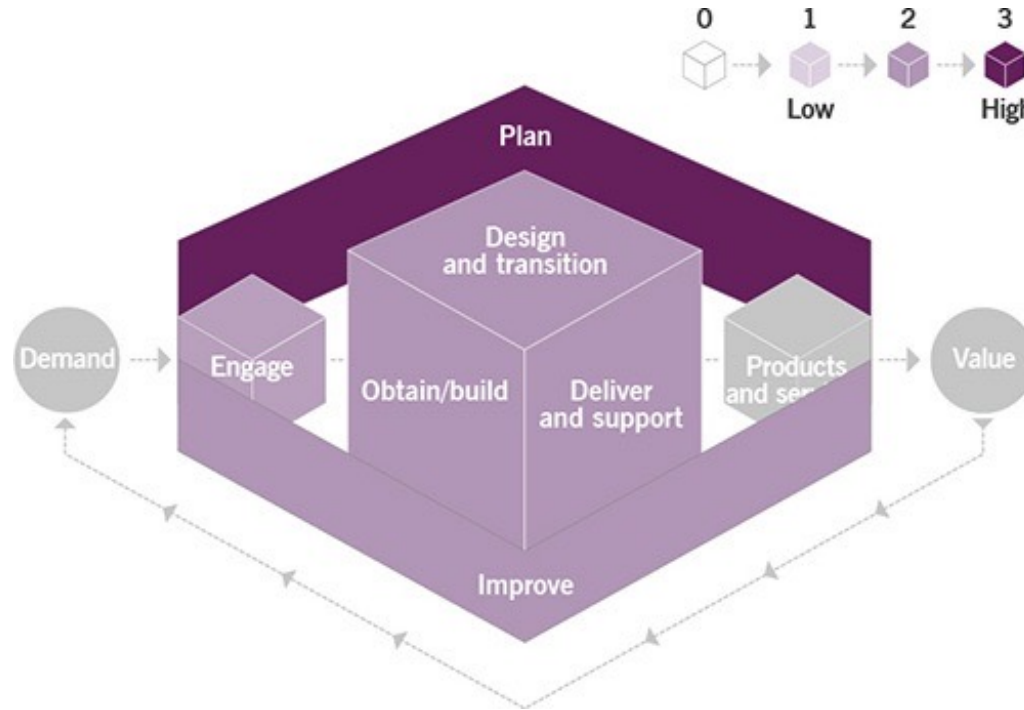 0 1 2 3
Low High
Plan
Design
and transition
Demand
Engage
Obtain/build
Deliver
and support
Products
and
Value
Improve